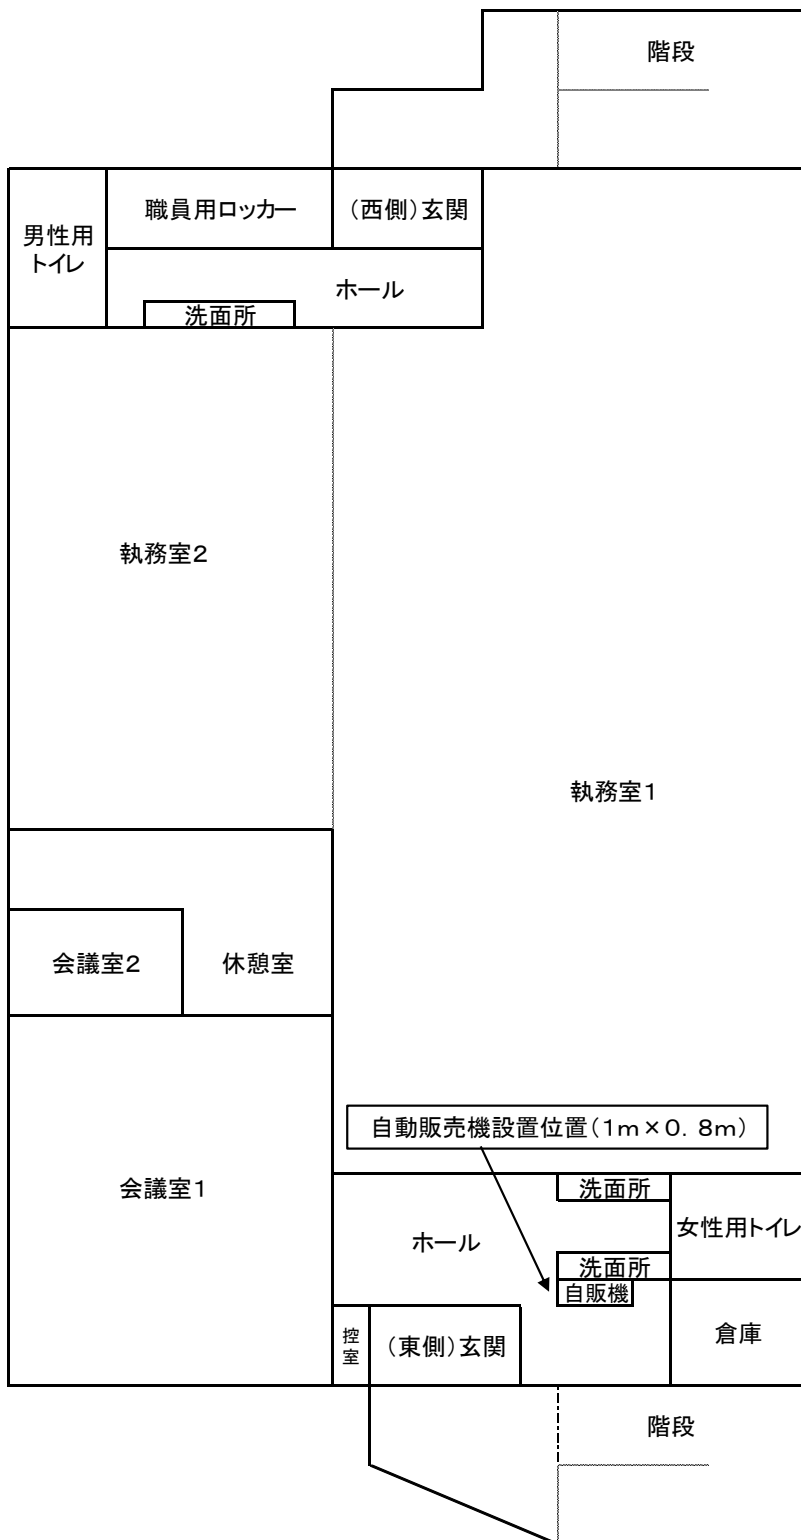 階段
職員用ロッカー
（西側）玄関
男性用
トイレ
ホール
洗面所
執務室２
執務室１
会議室２
休憩室
自動販売機設置位置（１ｍ×０．８ｍ）
会議室１
洗面所
女性用トイレ
ホール
洗面所
自販機
控
室
（東側）玄関
倉庫
階段